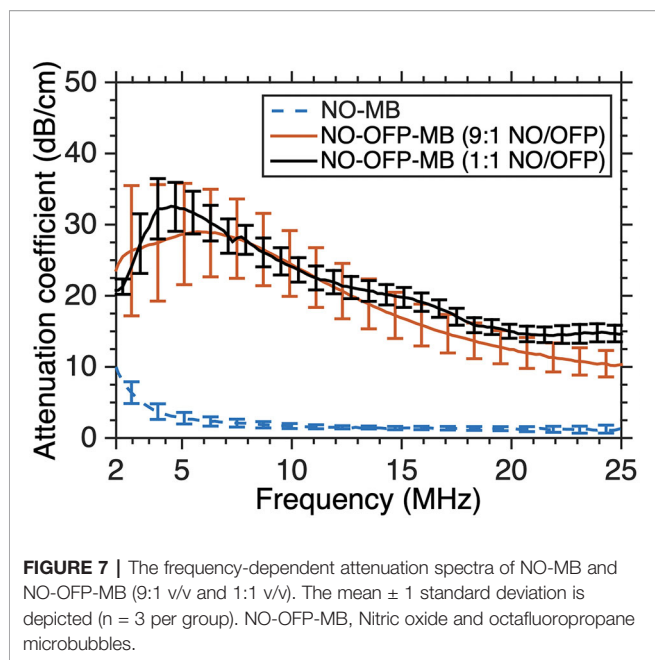 50
40
30
20
10
0
Attenuation coefficient (dB/cm)
NO-MB
NO-OFP-MB (9:1 NO/OFP)
NO-OFP-MB (1:1 NO/OFP)
2 5 10 15 20 25
Frequency (MHz)
FIGURE 7 | The frequency-dependent attenuation spectra of NO-MB and
NO-OFP-MB (9:1 v/v and 1:1 v/v). The mean ± 1 standard deviation is
depicted (n = 3 per group). NO-OFP-MB, Nitric oxide and octafluoropropane
microbubbles.